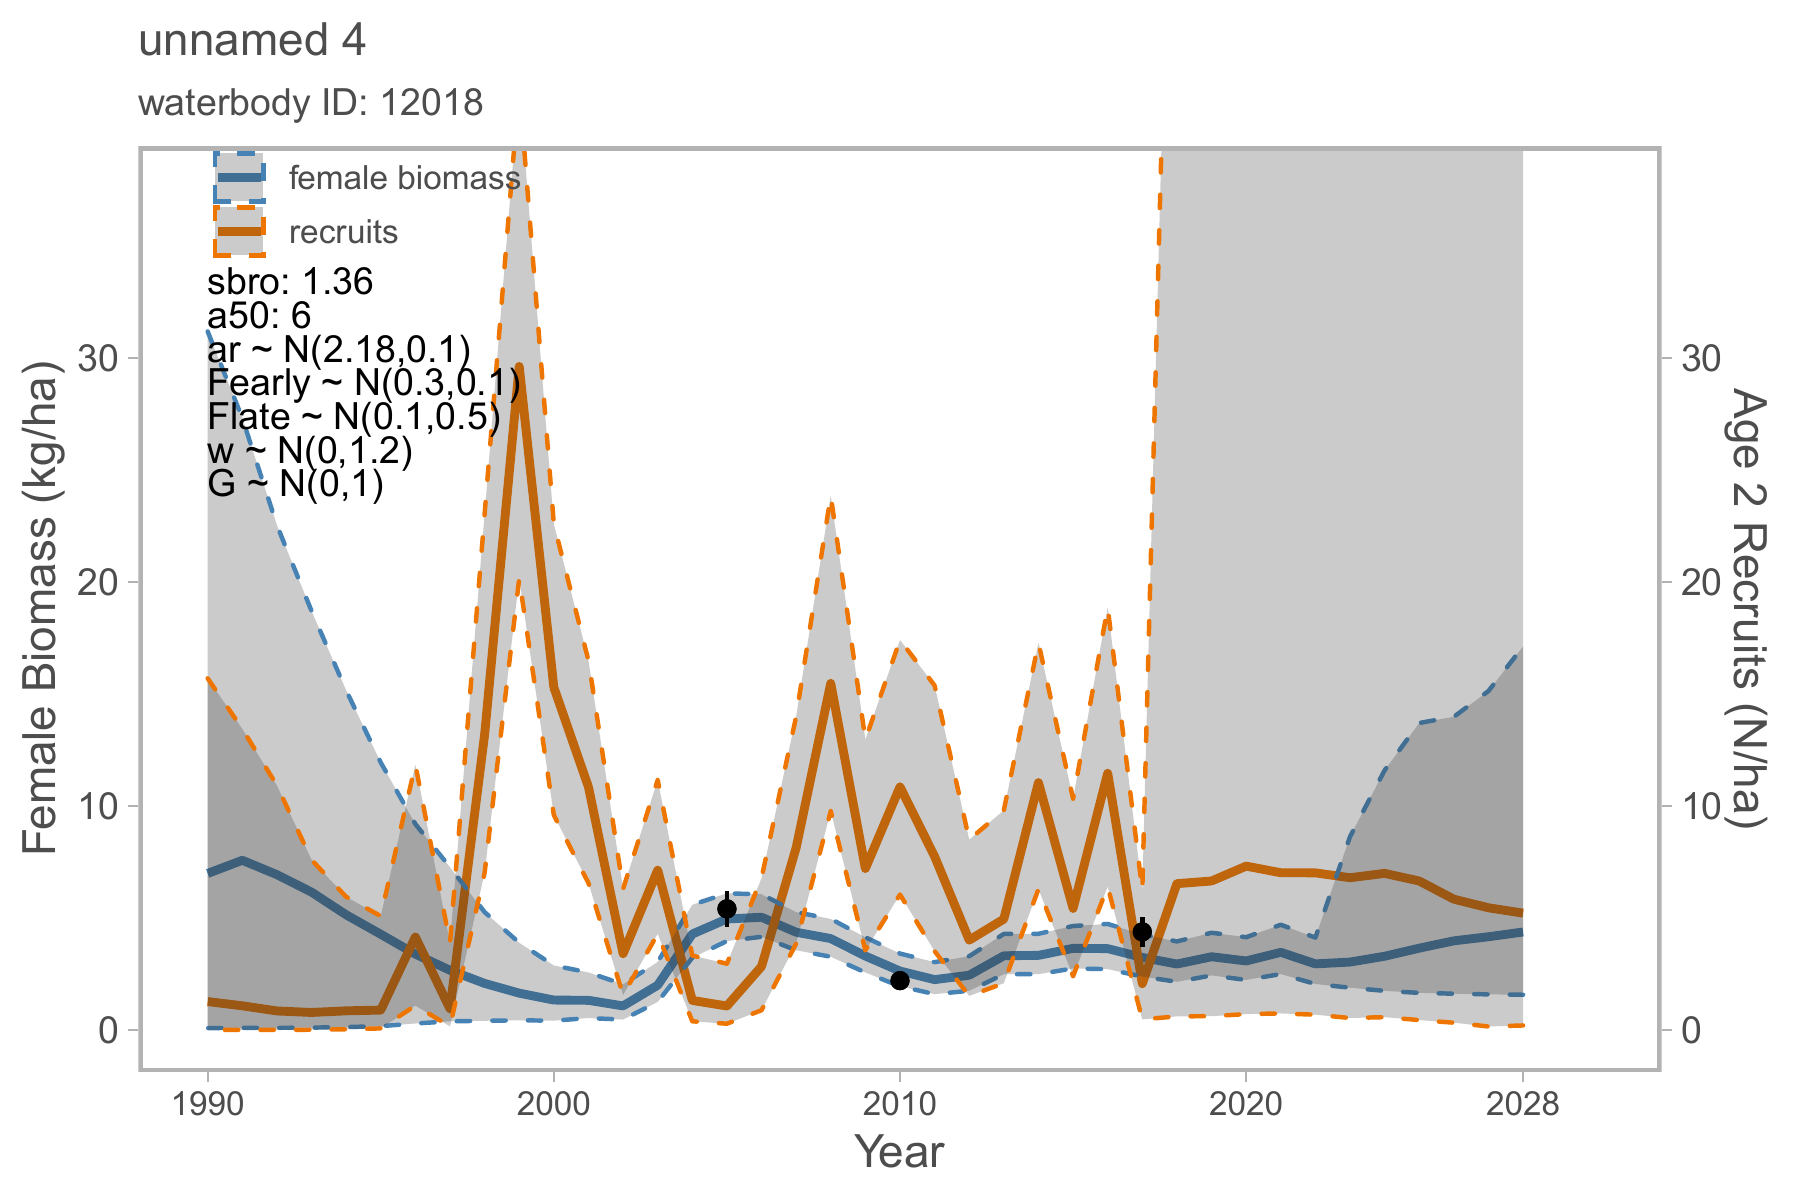 unnamed 4
waterbody ID: 12018
female biomass
recruits
sbro: 1.36
a50: 6
ar ~ N(2.18,0.1)
Fearly ~ N(0.3,0.1)
Flate ~ N(0.1,0.5)
w ~ N(0,1.2)
G ~ N(0,1)
Female Biomass (kg/ha)
30
20
10
0
30
20
10
0
Age 2 Recruits (N/ha)
1990 2000 2010 2020 2028
Year